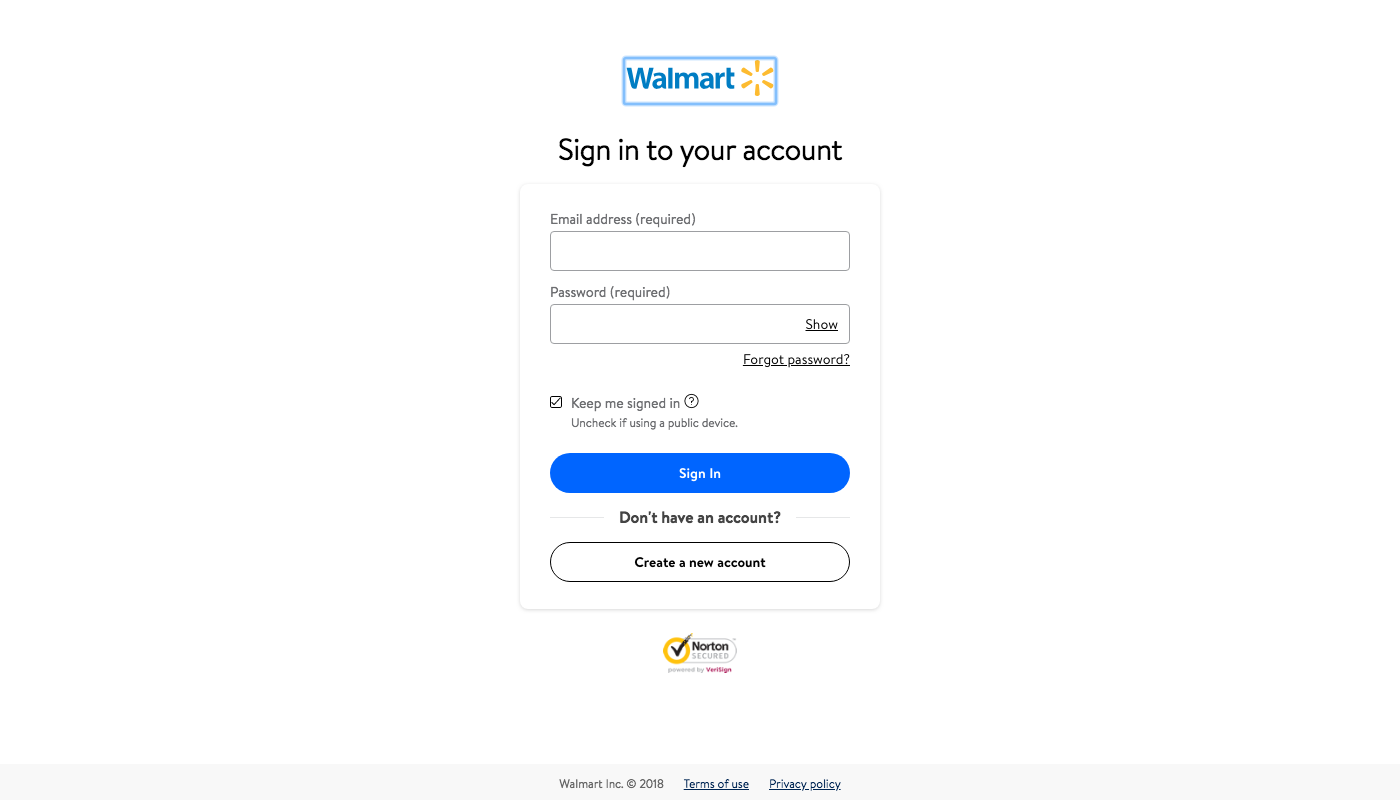 Walmart
Sign in to your account
Email address (required)
Password (required)
Show
Forgot password?
Keep me signed in ?
Uncheck if using a public device.
Sign In
Don't have an account?
Create a new account
Norton
SECURED
powered by VeriSign
Walmart Inc. © 2018 Terms of use Privacy policy